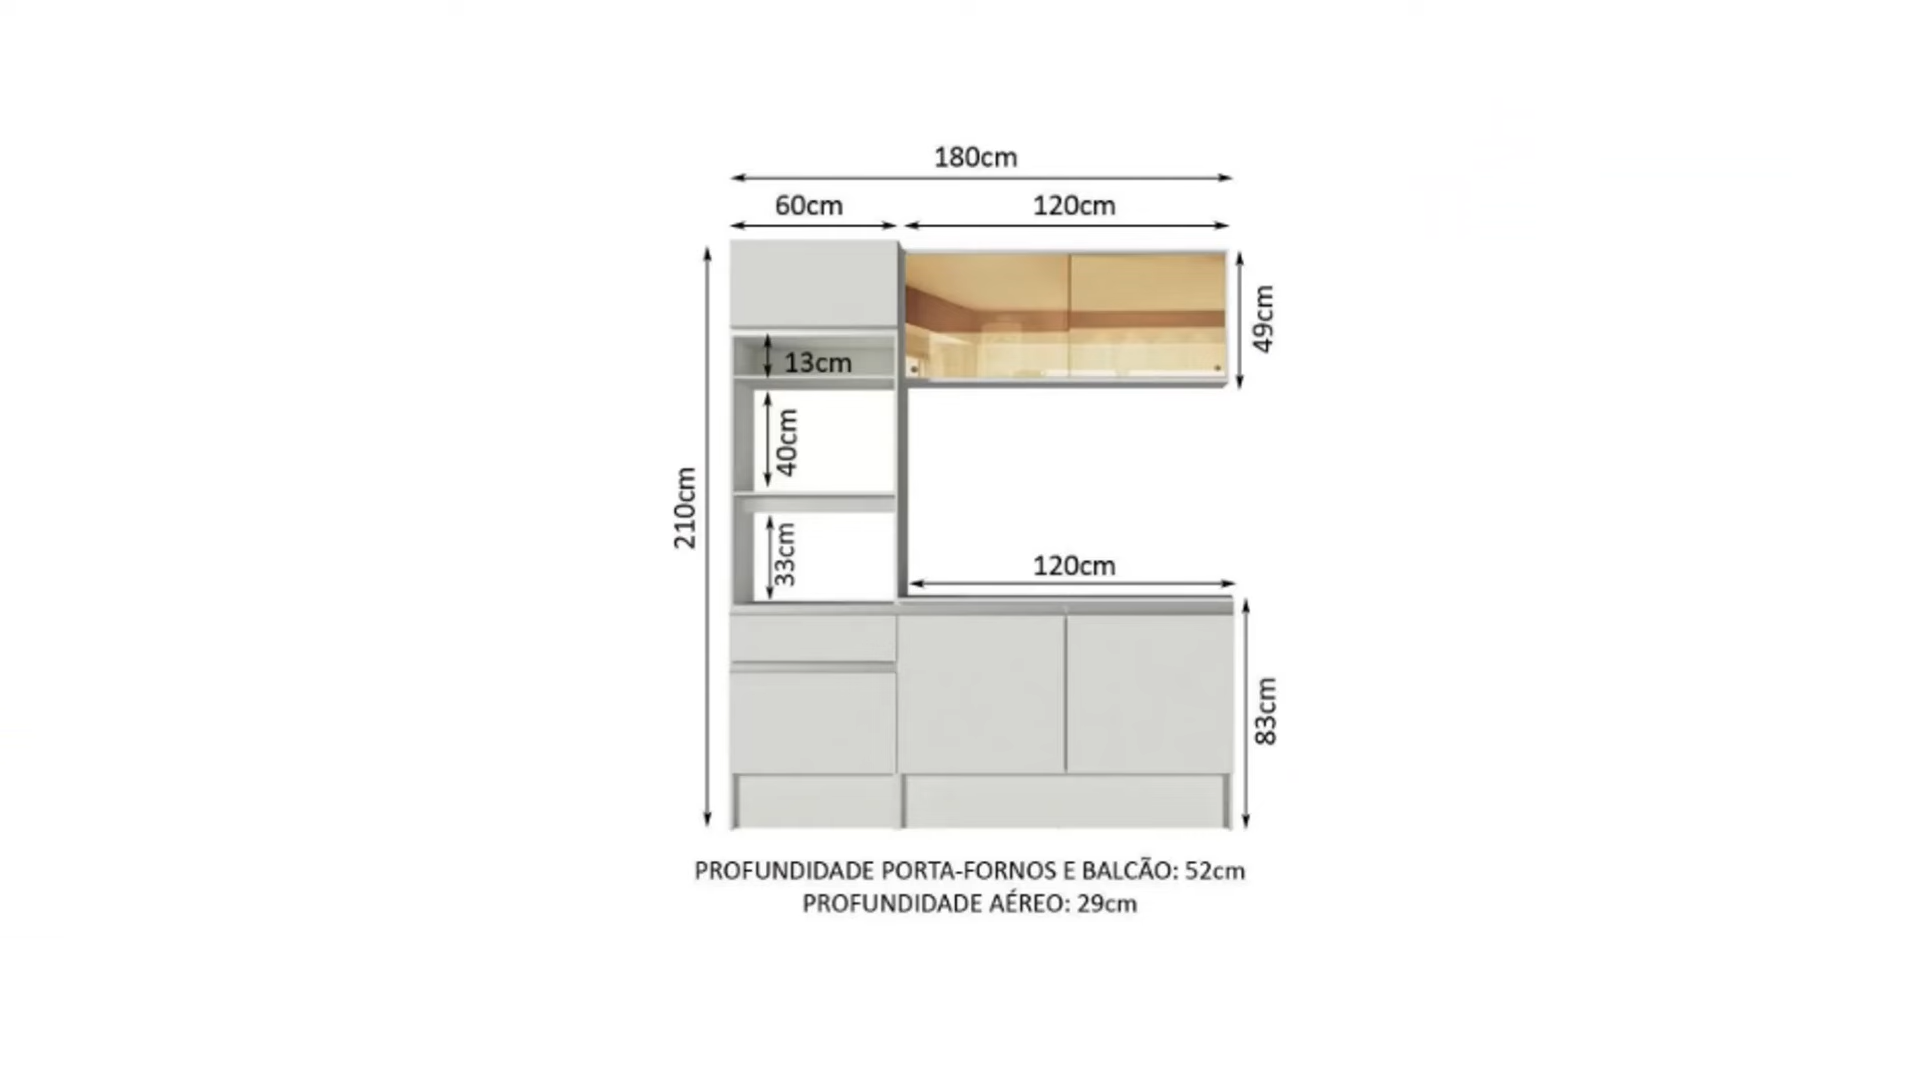 180cm
60cm
120cm
49cm
13cm
40cm
210cm
33cm
120cm
83cm
PROFUNDIDADE PORTA-FORNOS E BALCÃO: 52cm
PROFUNDIDADE AÉREO: 29cm